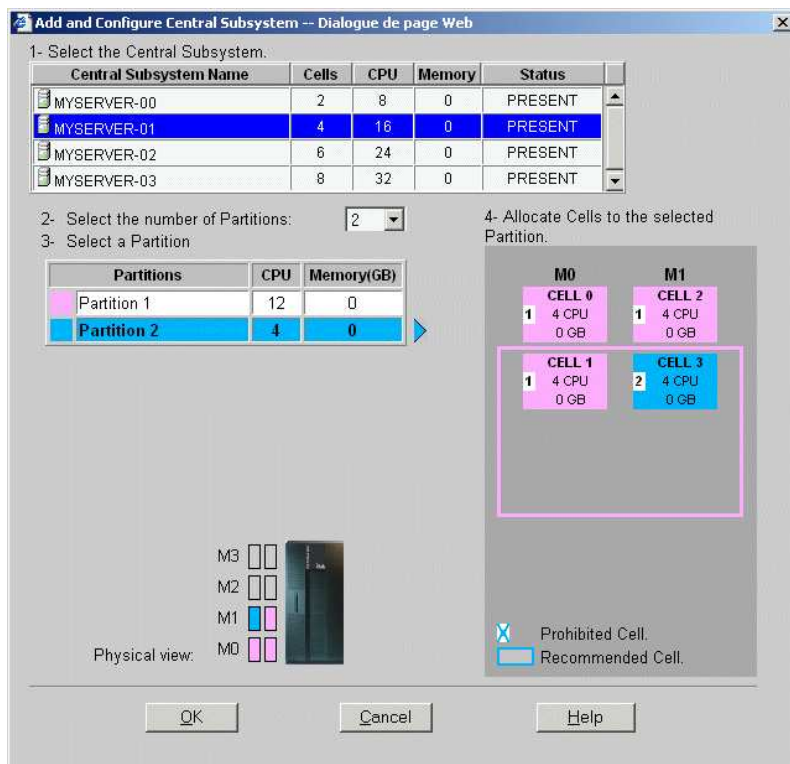 Add and Configure Central Subsystem -- Dialogue de page Web
1- Select the Central Subsystem.
Central Subsystem Name Cells CPU Memory Status
MYSERVER-00 2 8 0 PRESENT
MYSERVER-01 4 16 0 PRESENT
MYSERVER-02 6 24 0 PRESENT
MYSERVER-03 8 32 0 PRESENT
2- Select the number of Partitions: 2
3- Select a Partition
Partitions CPU Memory(GB)
Partition 1 12 0
Partition 2 4 0
4- Allocate Cells to the selected
Partition.
M0 M1
CELL 0 CELL 2
1 4 CPU 1 4 CPU
0 GB 0 GB
CELL 1 CELL 3
1 4 CPU 2 4 CPU
0 GB 0 GB
M3
M2
M1
Physical view: M0
Prohibited Cell.
Recommended Cell.
OK Cancel Help